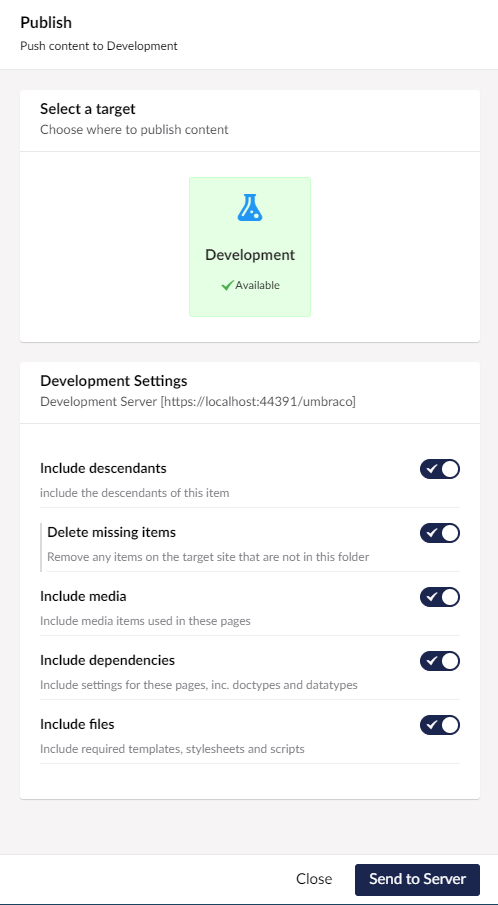 Publish
Push content to Development
Select a target
Choose where to publish content
Development
Available
Development Settings
Development Server [https://localhost:44391/umbraco]
Include descendants
include the descendants of this item
Delete missing items
Remove any items on the target site that are not in this folder
Include media
Include media items used in these pages
Include dependencies
Include settings for these pages, inc. doctypes and datatypes
Include files
Include required templates, stylesheets and scripts
Close
Send to Server